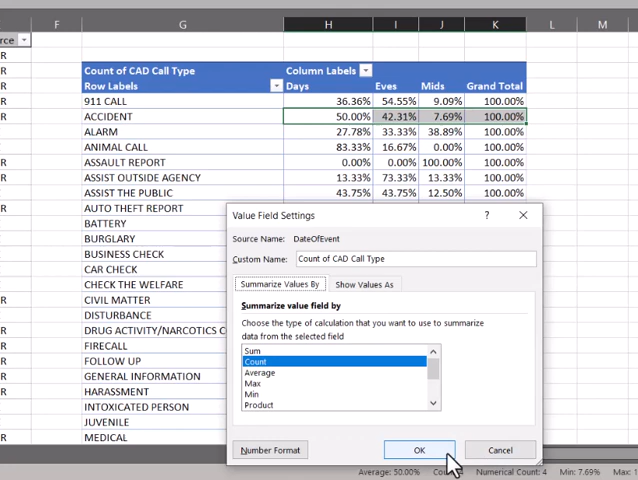 F G H I J K L M
rce
R
R Count of CAD Call Type Column Labels
R Row Labels Days Eves Mids Grand Total
R 911 CALL 36.36% 54.55% 9.09% 100.00%
R ACCIDENT 50.00% 42.31% 7.69% 100.00%
ALARM 27.78% 33.33% 38.89% 100.00%
R ANIMAL CALL 83.33% 16.67% 0.00% 100.00%
R ASSAULT REPORT 0.00% 0.00% 100.00% 100.00%
ASSIST OUTSIDE AGENCY 13.33% 73.33% 13.33% 100.00%
R ASSIST THE PUBLIC 43.75% 43.75% 12.50% 100.00%
R AUTO THEFT REPORT
BATTERY
R BURGLARY
BUSINESS CHECK
CAR CHECK
CHECK THE WELFARE
R CIVIL MATTER
R DISTURBANCE
DRUG ACTIVITY/NARCOTICS C
R FIRECALL
R FOLLOW UP
R GENERAL INFORMATION
R HARASSMENT
INTOXICATED PERSON
R JUVENILE
R MEDICAL
Value Field Settings ? ×
Source Name: DateOfEvent
Custom Name: Count of CAD Call Type
Summarize Values By Show Values As
Summarize value field by
Choose the type of calculation that you want to use to summarize
data from the selected field
Sum
Count
Average
Max
Min
Product
Number Format OK Cancel
Average: 50.00% Numerical Count: 4 Min: 7.69%